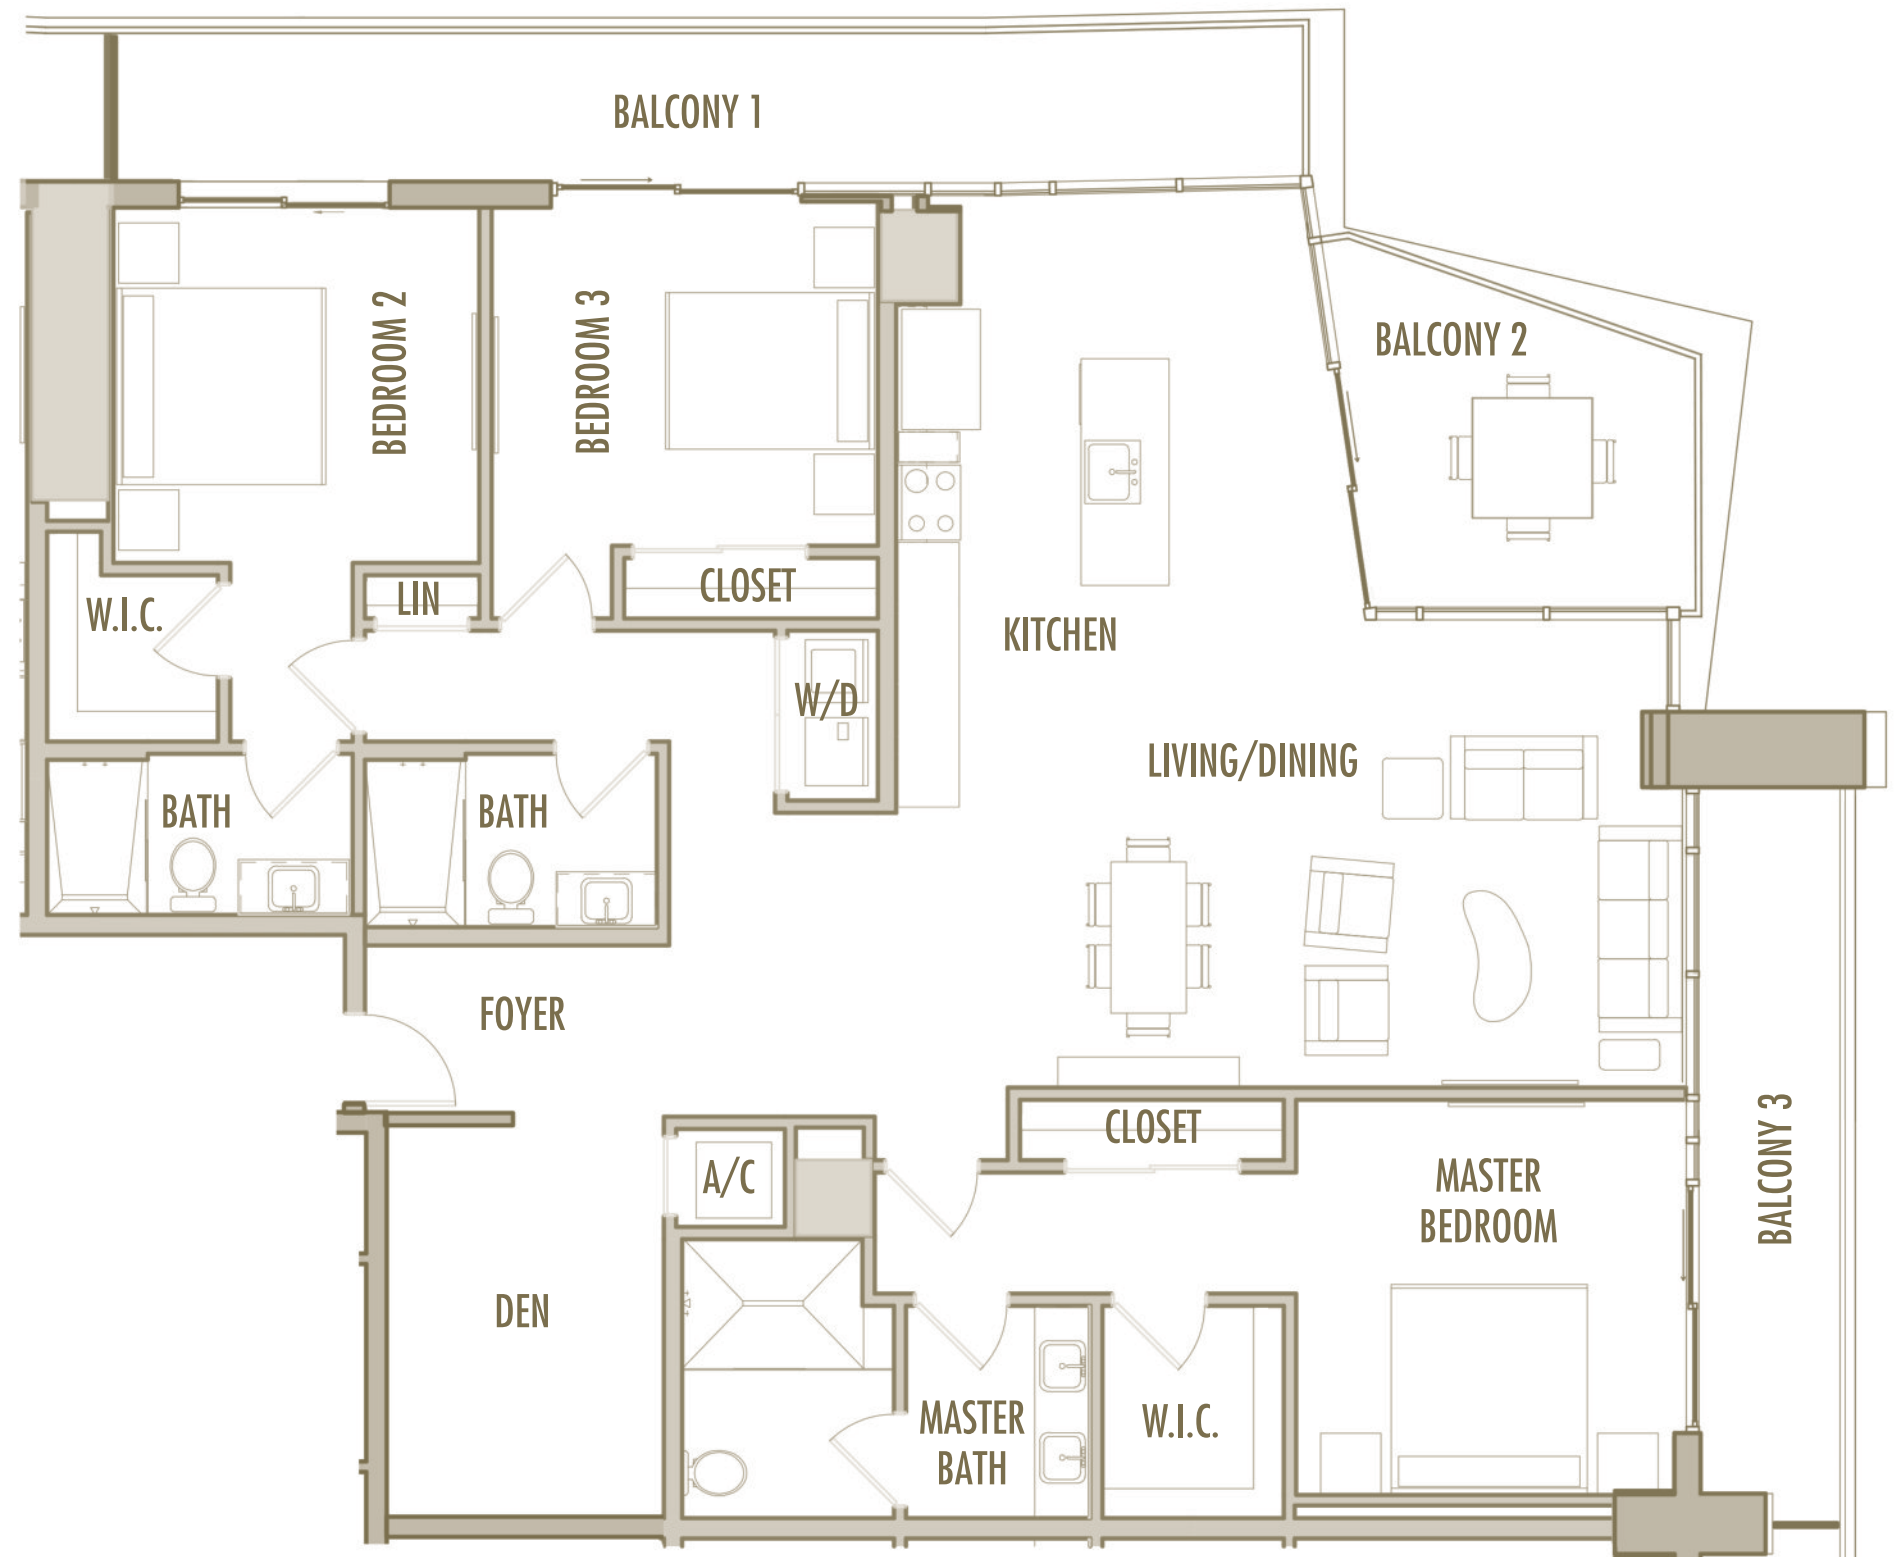 BALCONY 1
BEDROOM 2
BEDROOM 3
BALCONY 2
W.I.C.
LIN
CLOSET
KITCHEN
W/D
LIVING/DINING
BATH
BATH
FOYER
CLOSET
A/C
MASTER
BEDROOM
BALCONY 3
DEN
MASTER
BATH
W.I.C.